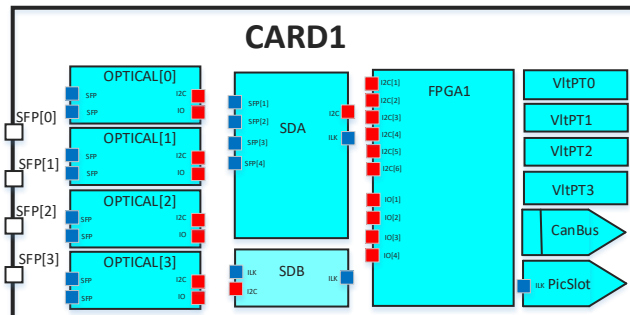 CARD1
SFP[0]
SFP[1]
SFP[2]
SFP[3]
OPTICAL[0]
SFP
SFP
I2C
IO
OPTICAL[1]
SFP
SFP
I2C
IO
OPTICAL[2]
SFP
SFP
I2C
IO
OPTICAL[3]
SFP
SFP
I2C
IO
SDA
SFP[1]
SFP[2]
SFP[3]
SFP[4]
I2C
ILK
SDB
ILK
I2C
ILK
FPGA1
I2C[1]
I2C[2]
I2C[3]
I2C[4]
I2C[5]
I2C[6]
IO[1]
IO[2]
IO[3]
IO[4]
VltPT0
VltPT1
VltPT2
VltPT3
CanBus
ILK PicSlot